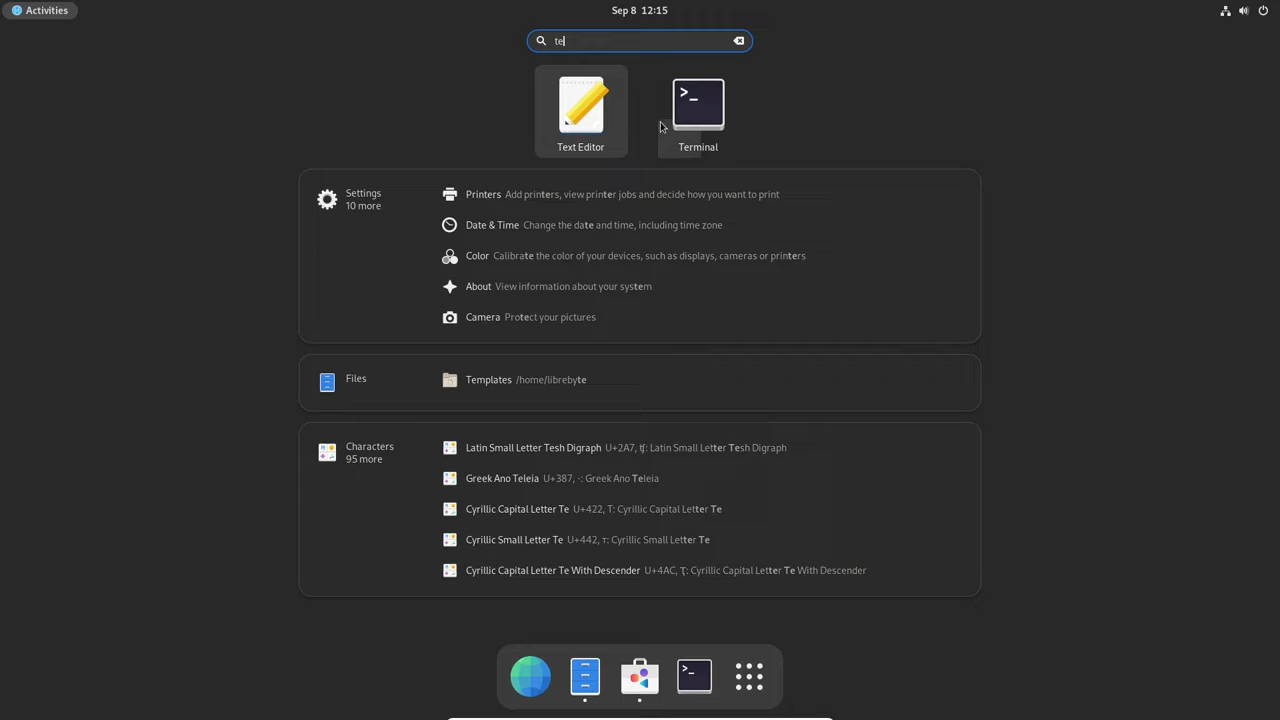 Activities
Sep 8 12:15
te
Text Editor
Terminal
Settings
10 more
Printers Add printers, view printer jobs and decide how you want to print
Date & Time Change the date and time, including time zone
Color Calibrate the color of your devices, such as displays, cameras or printers
About View information about your system
Camera Protect your pictures
Files
Templates /home/librebyte
Characters
95 more
Latin Small Letter Tesh Digraph U+2A7, ʧ: Latin Small Letter Tesh Digraph
Greek Ano Teleia U+387, ·: Greek Ano Teleia
Cyrillic Capital Letter Te U+422, Т: Cyrillic Capital Letter Te
Cyrillic Small Letter Te U+442, т: Cyrillic Small Letter Te
Cyrillic Capital Letter Te With Descender U+4AC, Ҭ: Cyrillic Capital Letter Te With Descender